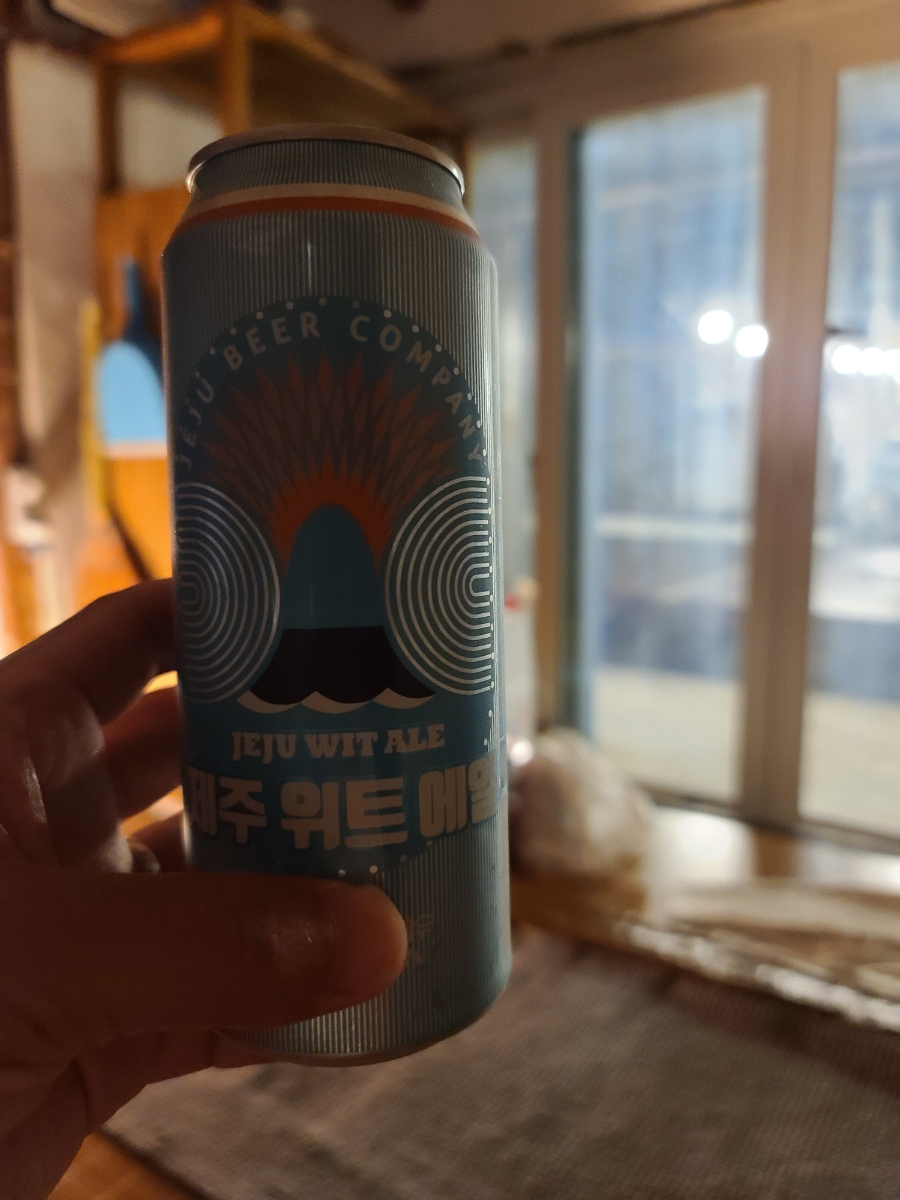 JEJU BEER COMPANY
JEJU WIT ALE
제주 위트 에일